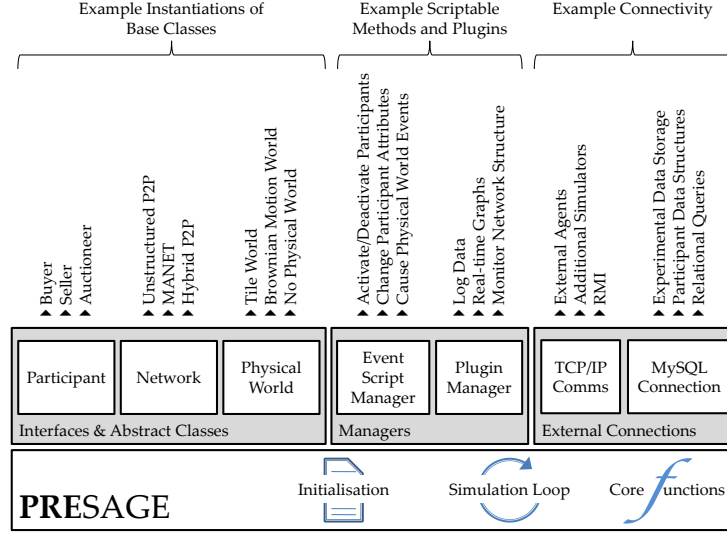 Example Instantiations of
Base Classes
Example Scriptable
Methods and Plugins
Example Connectivity
Buyer
Seller
Auctioneer
Unstructured P2P
MANET
Hybrid P2P
Tile World
Brownian Motion World
No Physical World
Activate/Deactivate Participants
Change Participant Attributes
Cause Physical World Events
Log Data
Real-time Graphs
Monitor Network Structure
External Agents
Additional Simulators
RMI
Experimental Data Storage
Participant Data Structures
Relational Queries
Participant
Network
Physical
World
Event
Script
Manager
Plugin
Manager
TCP/IP
Comms
MySQL
Connection
Interfaces & Abstract Classes
Managers
External Connections
PRESAGE
Initialisation
Simulation Loop
Core functions